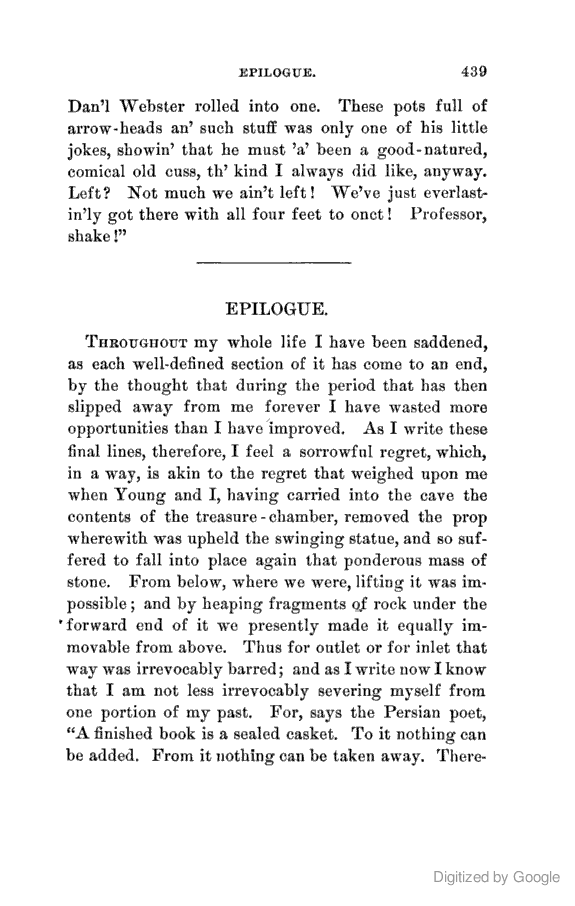 EPILOGUE. 439
Dan'l Webster rolled into one. These pots full of
arrow-heads an' such stuff was only one of his little
jokes, showin' that he must 'a' been a good-natured,
comical old cuss, th' kind I always did like, anyway.
Left? Not much we ain't left! We've just everlast-
in'ly got there with all four feet to onct! Professor,
shake!"
EPILOGUE.
THROUGHOUT my whole life I have been saddened,
as each well-defined section of it has come to an end,
by the thought that during the period that has then
slipped away from me forever I have wasted more
opportunities than I have improved. As I write these
final lines, therefore, I feel a sorrowful regret, which,
in a way, is akin to the regret that weighed upon me
when Young and I, having carried into the cave the
contents of the treasure-chamber, removed the prop
wherewith was upheld the swinging statue, and so suf-
fered to fall into place again that ponderous mass of
stone. From below, where we were, lifting it was im-
possible; and by heaping fragments of rock under the
forward end of it we presently made it equally im-
movable from above. Thus for outlet or for inlet that
way was irrevocably barred; and as I write now I know
that I am not less irrevocably severing myself from
one portion of my past. For, says the Persian poet,
"A finished book is a sealed casket. To it nothing can
be added. From it nothing can be taken away. There-
Digitized by Google